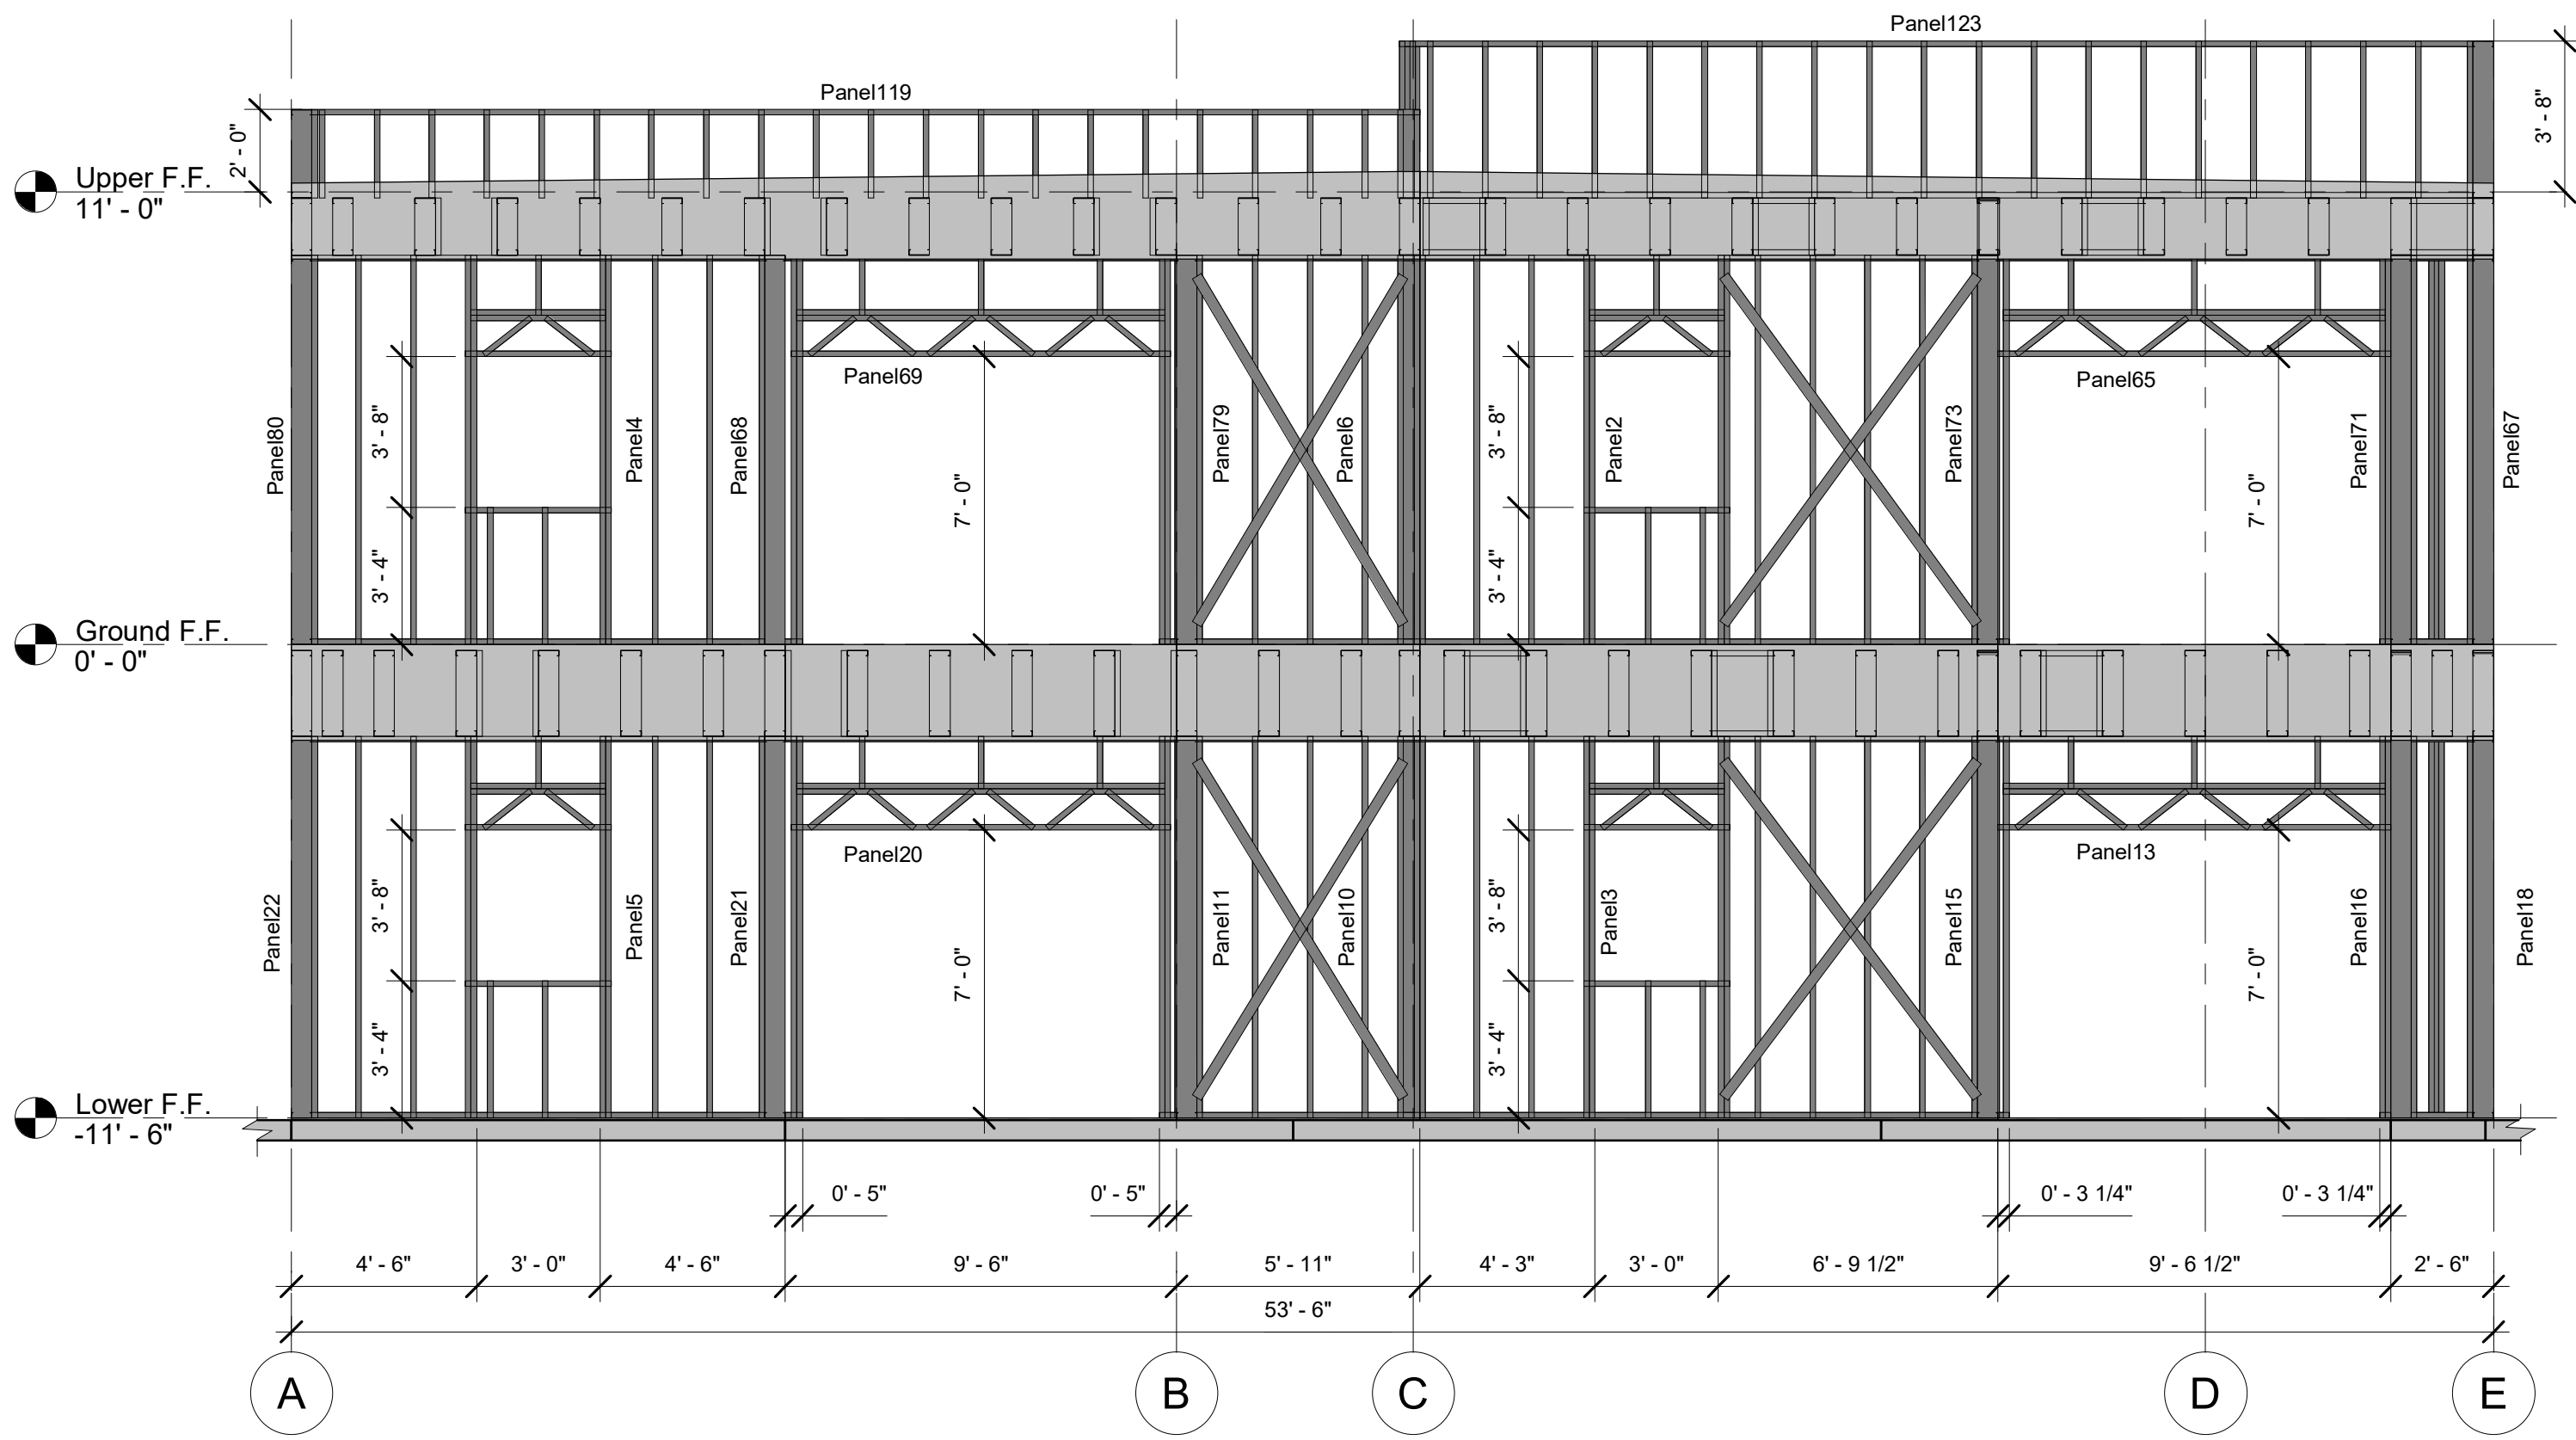 Panel123
Panel119
2' - 0"
3' - 8"
Upper F.F.
11' - 0"
Panel69
Panel65
Panel80
3' - 8"
Panel4
Panel68
7' - 0"
Panel79
Panel6
3' - 8"
Panel2
Panel73
7' - 0"
Panel71
Panel67
3' - 4"
3' - 4"
Ground F.F.
0' - 0"
Panel20
Panel13
Panel22
3' - 8"
Panel5
Panel21
7' - 0"
Panel11
Panel10
3' - 8"
Panel3
Panel15
7' - 0"
Panel16
Panel18
3' - 4"
3' - 4"
Lower F.F.
-11' - 6"
0' - 5"
0' - 5"
0' - 3 1/4"
0' - 3 1/4"
4' - 6"
3' - 0"
4' - 6"
9' - 6"
5' - 11"
4' - 3"
3' - 0"
6' - 9 1/2"
9' - 6 1/2"
2' - 6"
53' - 6"
A
B
C
D
E